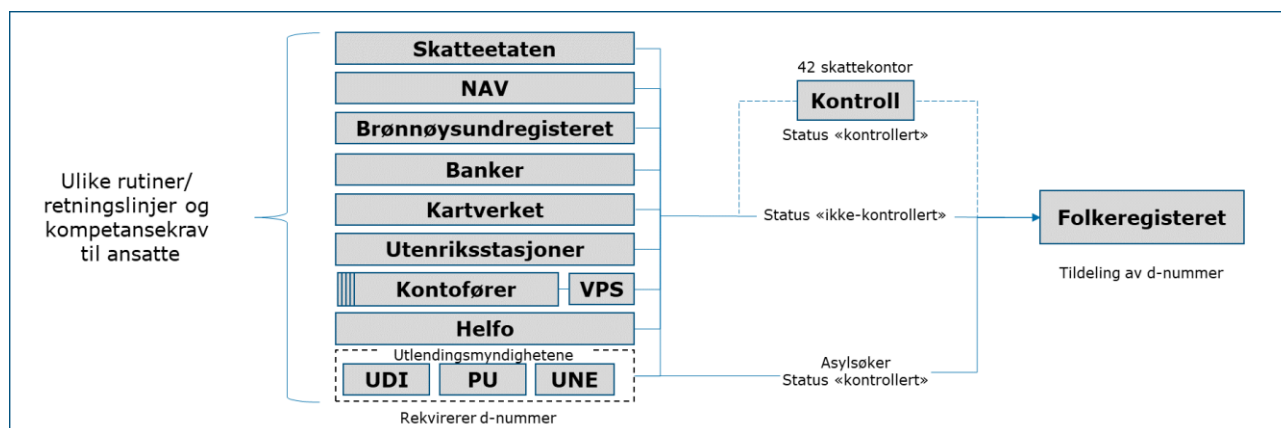 Ulike rutiner/
retningslinjer og
kompetansekrav
til ansatte
Skatteetaten
NAV
Brønnøysundregisteret
Banker
Kartverket
Utenriksstasjoner
Kontofører
VPS
Helfo
Utlendingsmyndighetene
UDI
PU
UNE
Rekvirerer d-nummer
42 skattekontor
Kontroll
Status «kontrollert»
Status «ikke-kontrollert»
Asylsøker
Status «kontrollert»
Folkeregisteret
Tildeling av d-nummer